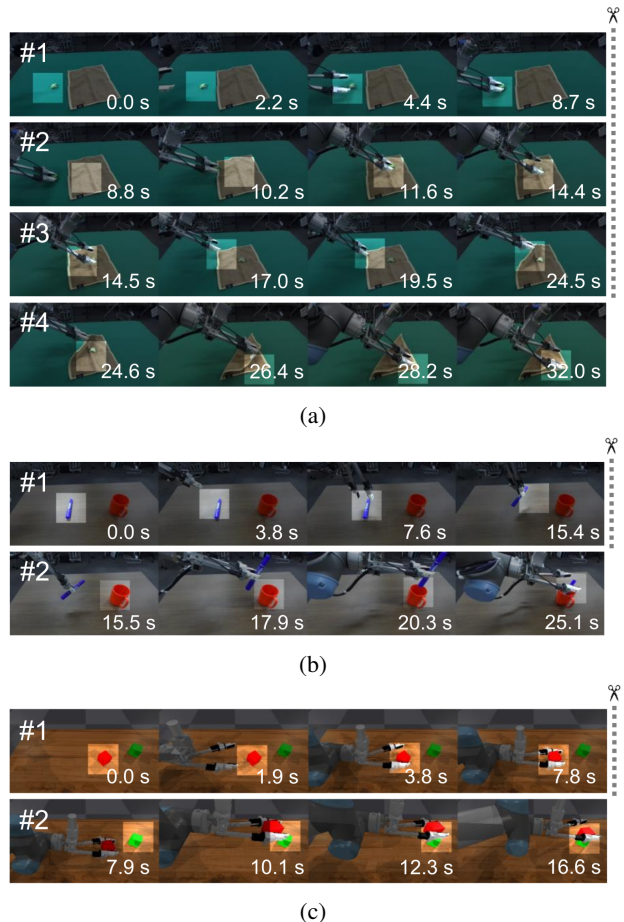 #1
0.0 s 2.2 s 4.4 s 8.7 s
#2
8.8 s 10.2 s 11.6 s 14.4 s
#3
14.5 s 17.0 s 19.5 s 24.5 s
#4
24.6 s 26.4 s 28.2 s 32.0 s
(a)
#1
0.0 s 3.8 s 7.6 s 15.4 s
#2
15.5 s 17.9 s 20.3 s 25.1 s
(b)
#1
0.0 s 1.9 s 3.8 s 7.8 s
#2
7.9 s 10.1 s 12.3 s 16.6 s
(c)